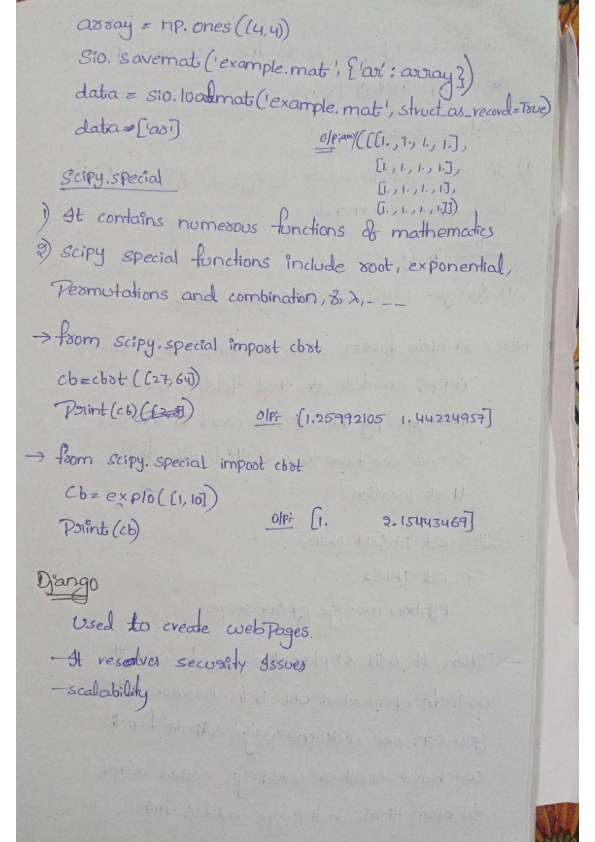 array = np.ones((4,4))
Sio. savemat('example.mat', {'ar': array})
data = sio.loadmat('example.mat', struct_as_record=True)
data=['ar']
o/p:array([[[1., 1., 1., 1.],
[1., 1., 1., 1.],
[1., 1., 1., 1],
[1., 1., 1., 1.]])
Scipy.special
1) It contains numerous functions of mathematics
2) Scipy special functions include root, exponential,
Permutations and combination, & λ, - - -
→ from scipy.special import cbrt
cb=cbrt([27,64])
Print(cb)
O/P: [1.25992105 1.44224957]
→ from scipy.special import cbrt
Cb = exp10([1,10])
Print(cb)
O/P: [1. 2.15443469]
Django
Used to create webpages.
- It resolves security Issues
- scalability